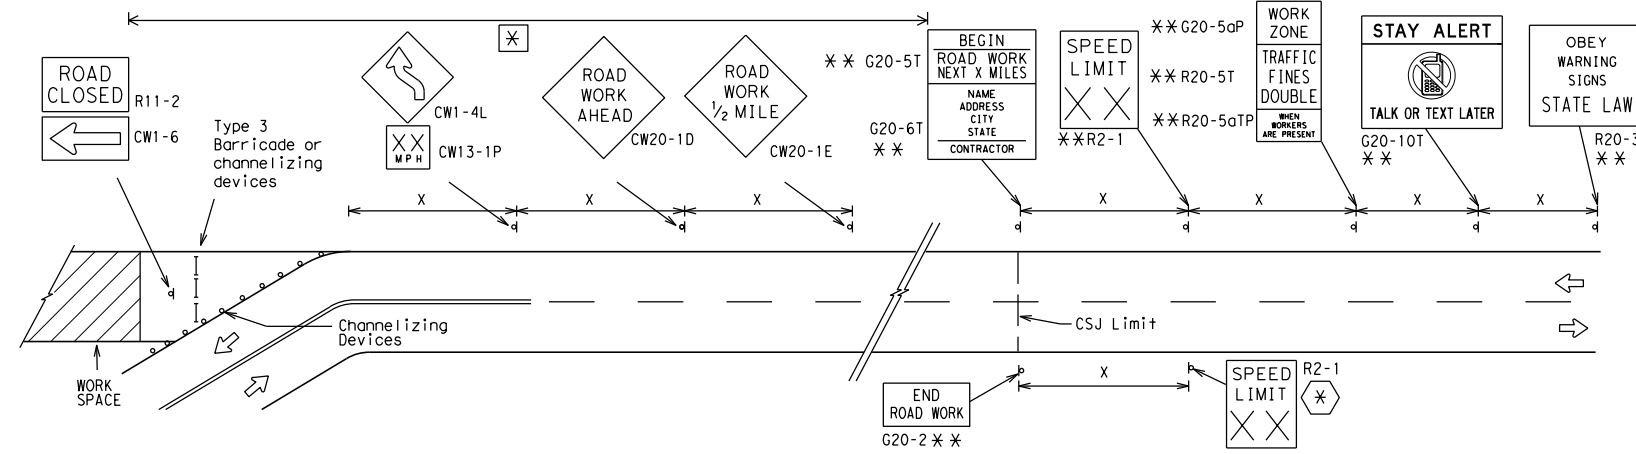 ROAD
CLOSED
R11-2
CW1-6
Type 3
Barricade or
channelizing
devices
*
CW1-4L
XX
MPH
CW13-1P
ROAD
WORK
AHEAD
CW20-1D
ROAD
WORK
1/2 MILE
CW20-1E
** G20-5T
BEGIN
ROAD WORK
NEXT X MILES
NAME
ADDRESS
CITY
STATE
CONTRACTOR
G20-6T
**
SPEED
LIMIT
XX
**R2-1
**G20-5aP
WORK
ZONE
**R20-5T
TRAFFIC
FINES
DOUBLE
**R20-5aTP
WHEN
WORKERS
ARE PRESENT
STAY ALERT
TALK OR TEXT LATER
G20-10T
**
OBEY
WARNING
SIGNS
STATE LAW
R20-3
**
X X X X X X X
Channelizing
Devices
WORK
SPACE
CSJ Limit
X
END
ROAD WORK
G20-2 **
SPEED
LIMIT
XX
R2-1
*